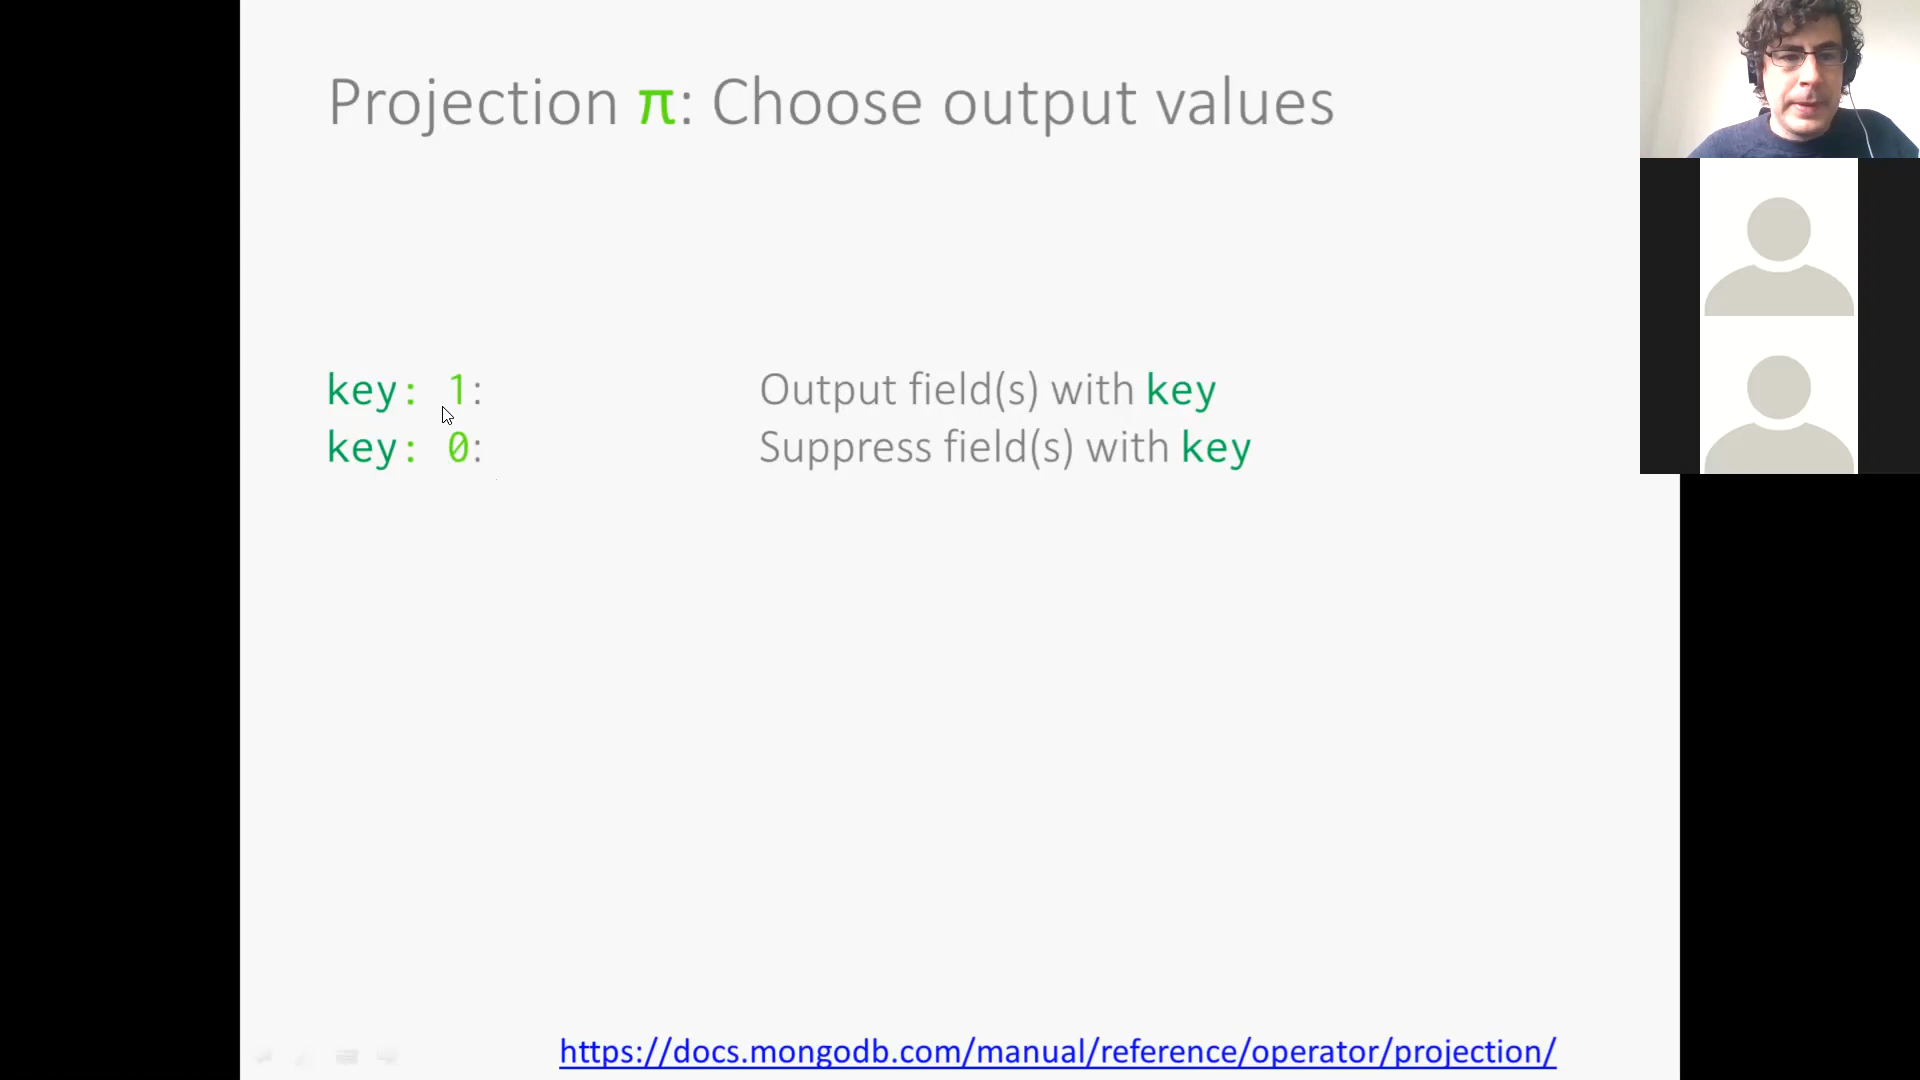 Projection π: Choose output values
key: 1: Output field(s) with key
key: 0: Suppress field(s) with key
https://docs.mongodb.com/manual/reference/operator/projection/